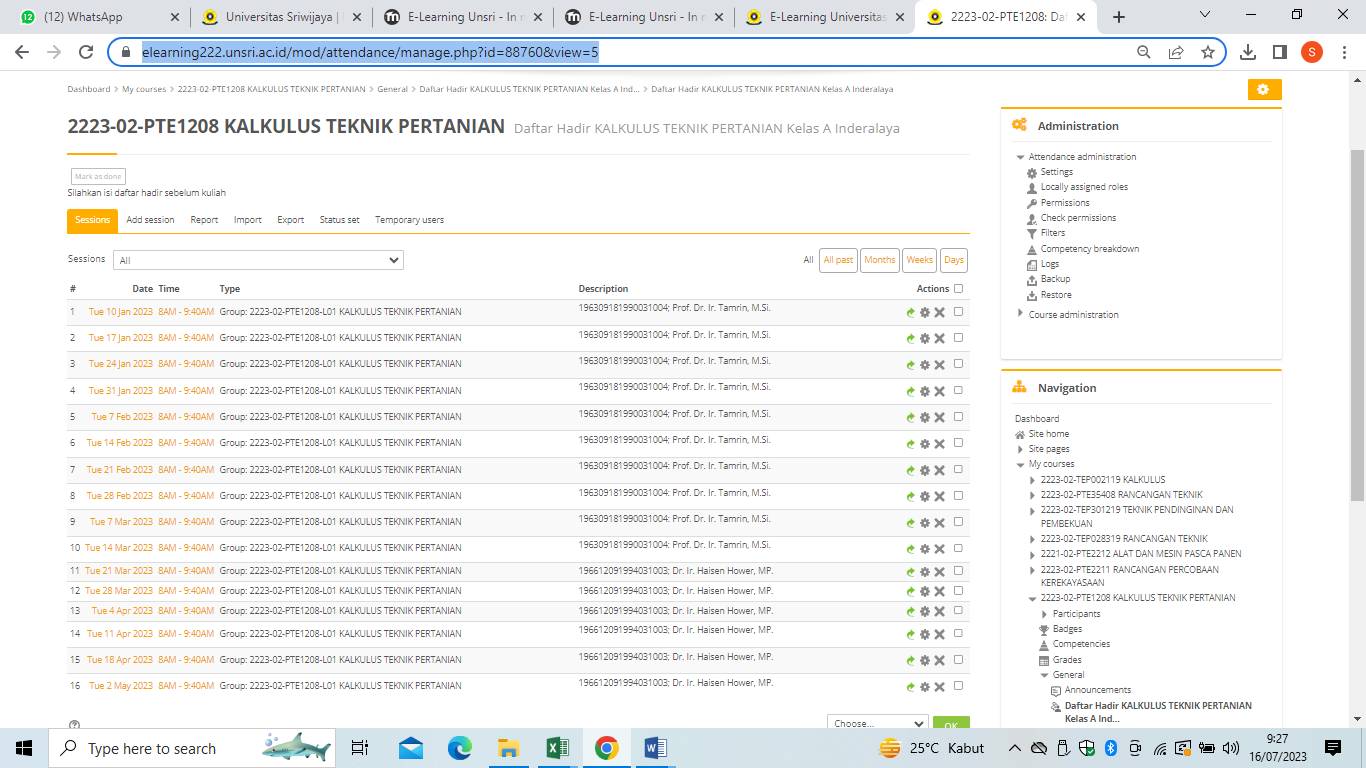 (12) WhatsApp
Universitas Sriwijaya |
E-Learning Unsri - In
E-Learning Unsri - In
E-Learning Universitas
2223-02-PTE1208: Da
elearning222.unsri.ac.id/mod/attendance/manage.php?id=88760&view=5
S
Dashboard > My courses > 2223-02-PTE1208 KALKULUS TEKNIK PERTANIAN > General > Daftar Hadir KALKULUS TEKNIK PERTANIAN Kelas A Ind... > Daftar Hadir KALKULUS TEKNIK PERTANIAN Kelas A Inderalaya
2223-02-PTE1208 KALKULUS TEKNIK PERTANIAN Daftar Hadir KALKULUS TEKNIK PERTANIAN Kelas A Inderalaya
Mark as done
Silahkan isi daftar hadir sebelum kuliah
Sessions Add session Report Import Export Status set Temporary users
Sessions All All All past Months Weeks Days
# Date Time Type Description Actions
1 Tue 10 Jan 2023 8AM - 9:40AM Group: 2223-02-PTE1208-L01 KALKULUS TEKNIK PERTANIAN 196309181990031004; Prof. Dr. Ir. Tamrin, M.Si.
2 Tue 17 Jan 2023 8AM - 9:40AM Group: 2223-02-PTE1208-L01 KALKULUS TEKNIK PERTANIAN 196309181990031004; Prof. Dr. Ir. Tamrin, M.Si.
3 Tue 24 Jan 2023 8AM - 9:40AM Group: 2223-02-PTE1208-L01 KALKULUS TEKNIK PERTANIAN 196309181990031004; Prof. Dr. Ir. Tamrin, M.Si.
4 Tue 31 Jan 2023 8AM - 9:40AM Group: 2223-02-PTE1208-L01 KALKULUS TEKNIK PERTANIAN 196309181990031004; Prof. Dr. Ir. Tamrin, M.Si.
5 Tue 7 Feb 2023 8AM - 9:40AM Group: 2223-02-PTE1208-L01 KALKULUS TEKNIK PERTANIAN 196309181990031004; Prof. Dr. Ir. Tamrin, M.Si.
6 Tue 14 Feb 2023 8AM - 9:40AM Group: 2223-02-PTE1208-L01 KALKULUS TEKNIK PERTANIAN 196309181990031004; Prof. Dr. Ir. Tamrin, M.Si.
7 Tue 21 Feb 2023 8AM - 9:40AM Group: 2223-02-PTE1208-L01 KALKULUS TEKNIK PERTANIAN 196309181990031004; Prof. Dr. Ir. Tamrin, M.Si.
8 Tue 28 Feb 2023 8AM - 9:40AM Group: 2223-02-PTE1208-L01 KALKULUS TEKNIK PERTANIAN 196309181990031004; Prof. Dr. Ir. Tamrin, M.Si.
9 Tue 7 Mar 2023 8AM - 9:40AM Group: 2223-02-PTE1208-L01 KALKULUS TEKNIK PERTANIAN 196309181990031004: Prof. Dr. Ir. Tamrin, M.Si.
10 Tue 14 Mar 2023 8AM - 9:40AM Group: 2223-02-PTE1208-L01 KALKULUS TEKNIK PERTANIAN 196309181990031004; Prof. Dr. Ir. Tamrin, M.Si.
11 Tue 21 Mar 2023 8AM - 9:40AM Group: 2223-02-PTE1208-L01 KALKULUS TEKNIK PERTANIAN 196612091994031003; Dr. Ir. Haisen Hower, MP.
12 Tue 28 Mar 2023 8AM - 9:40AM Group: 2223-02-PTE1208-L01 KALKULUS TEKNIK PERTANIAN 196612091994031003; Dr. Ir. Haisen Hower, MP.
13 Tue 4 Apr 2023 8AM - 9:40AM Group: 2223-02-PTE1208-L01 KALKULUS TEKNIK PERTANIAN 196612091994031003; Dr. Ir. Haisen Hower, MP.
14 Tue 11 Apr 2023 8AM - 9:40AM Group: 2223-02-PTE1208-L01 KALKULUS TEKNIK PERTANIAN 196612091994031003; Dr. Ir. Haisen Hower, MP.
15 Tue 18 Apr 2023 8AM - 9:40AM Group: 2223-02-PTE1208-L01 KALKULUS TEKNIK PERTANIAN 196612091994031003; Dr. Ir. Haisen Hower, MP.
16 Tue 2 May 2023 8AM - 9:40AM Group: 2223-02-PTE1208-L01 KALKULUS TEKNIK PERTANIAN 196612091994031003; Dr. Ir. Haisen Hower, MP.
Choose... OK
Administration
Attendance administration
Settings
Locally assigned roles
Permissions
Check permissions
Filters
Competency breakdown
Logs
Backup
Restore
Course administration
Navigation
Dashboard
Site home
Site pages
My courses
2223-02-TEP002119 KALKULUS
2223-02-PTE35408 RANCANGAN TEKNIK
2223-02-TEP301219 TEKNIK PENDINGINAN DAN
PEMBEKUAN
2223-02-TEP028319 RANCANGAN TEKNIK
2221-02-PTE2212 ALAT DAN MESIN PASCA PANEN
2223-02-PTE2211 RANCANGAN PERCOBAAN
KEREKAYASAAN
2223-02-PTE1208 KALKULUS TEKNIK PERTANIAN
Participants
Badges
Competencies
Grades
General
Announcements
Daftar Hadir KALKULUS TEKNIK PERTANIAN
Kelas A Ind...
Type here to search
25°C Kabut
9:27
16/07/2023